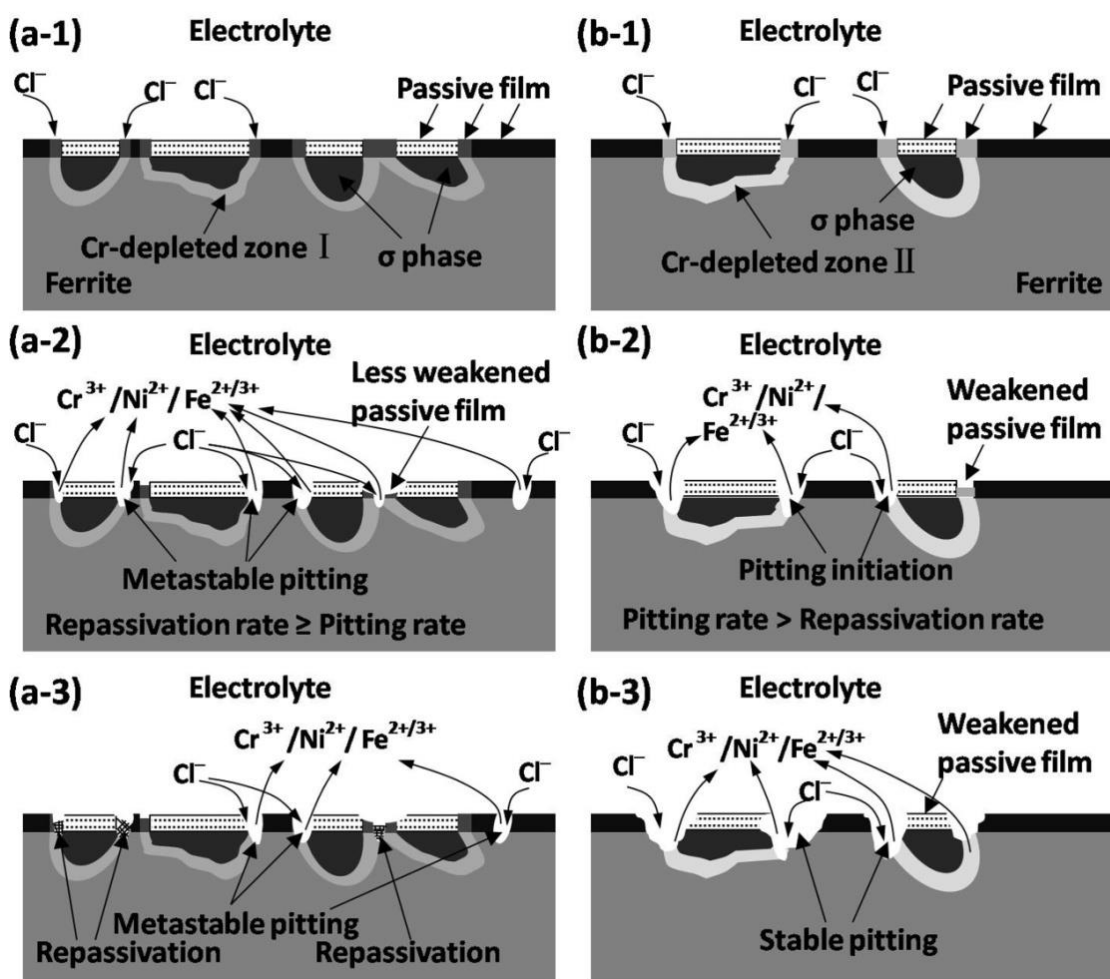 (a-1)
Electrolyte
Cl⁻
Cl⁻
Cl⁻
Passive film
Cr-depleted zone Ⅰ
σ phase
Ferrite
(b-1)
Electrolyte
Cl⁻
Cl⁻
Cl⁻
Passive film
σ phase
Cr-depleted zone Ⅱ
Ferrite
(a-2)
Electrolyte
Less weakened
passive film
Cr³⁺/Ni²⁺/Fe²⁺/³⁺
Cl⁻
Cl⁻
Cl⁻
Metastable pitting
Repassivation rate ≥ Pitting rate
(b-2)
Electrolyte
Weakened
passive film
Cr³⁺/Ni²⁺/
Fe²⁺/³⁺
Cl⁻
Cl⁻
Pitting initiation
Pitting rate > Repassivation rate
(a-3)
Electrolyte
Cr³⁺/Ni²⁺/Fe²⁺/³⁺
Cl⁻
Cl⁻
Metastable pitting
Repassivation
Repassivation
(b-3)
Electrolyte
Weakened
passive film
Cr³⁺/Ni²⁺/Fe²⁺/³⁺
Cl⁻
Cl⁻
Stable pitting